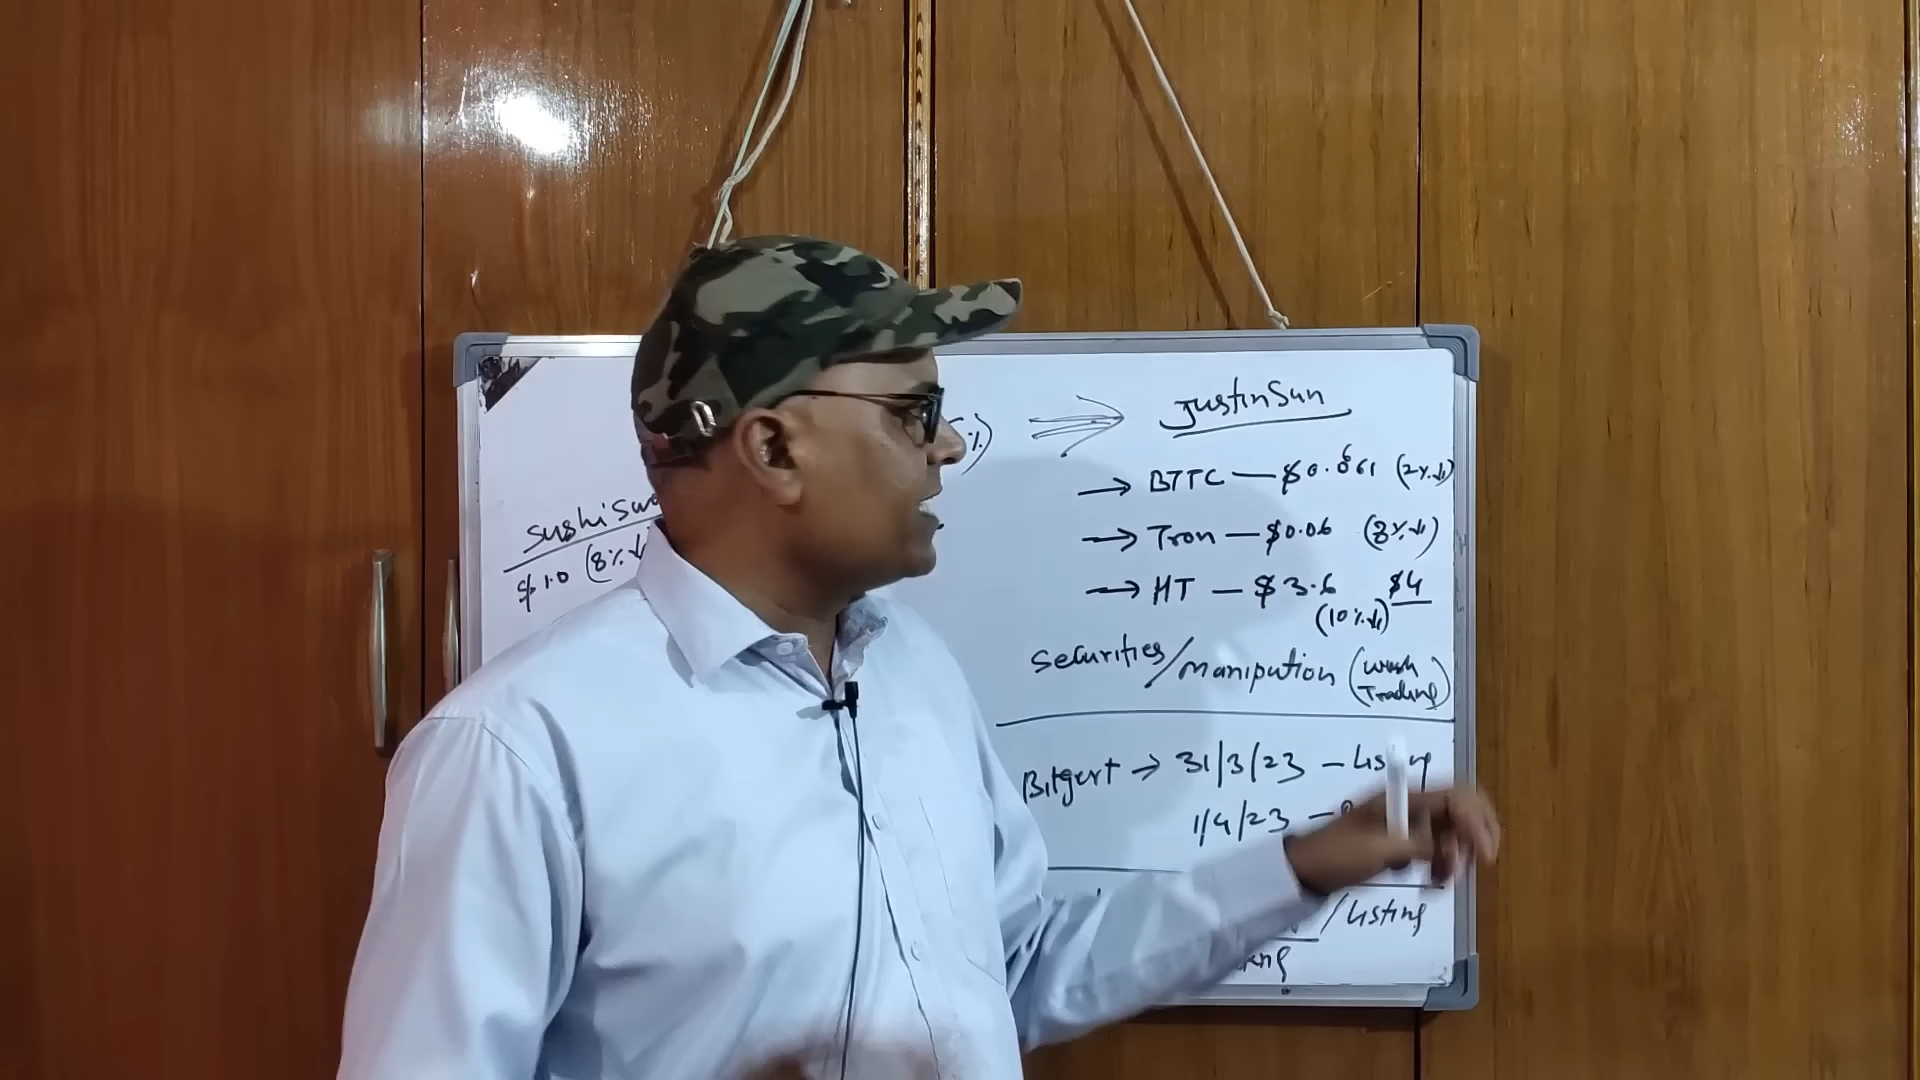 JustinSun
%)
→ BTTC — $0.0⁶61 (2%↓)
sushiswa
→ Tron — $0.06 (8%↓)
$1.0 (8%↓
→ HT — $3.6 $4
(10%↓)
Securities/manipution (wash
Trading)
Bitgert → 31/3/23 — Listing
1/4/23 —
/Listing